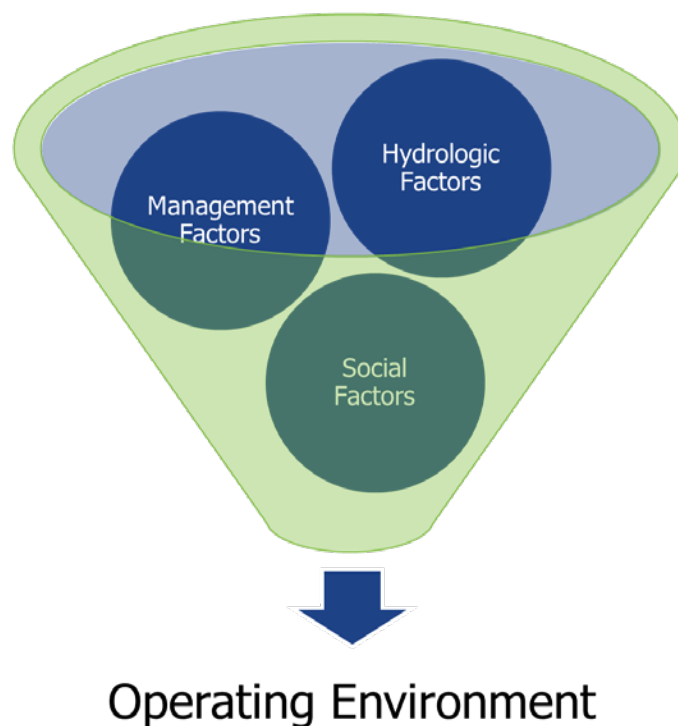 Hydrologic
Factors
Management
Factors
Social
Factors
Operating Environment